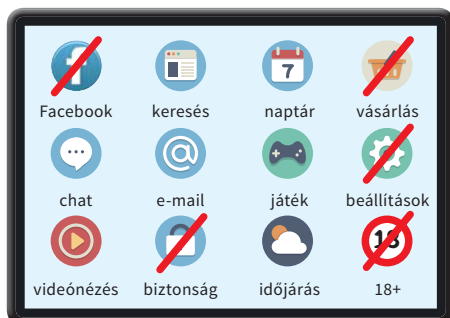 Facebook keresés naptár vásárlás
chat e-mail játék beállítások
videónézés biztonság időjárás 18+
f
7
@
18